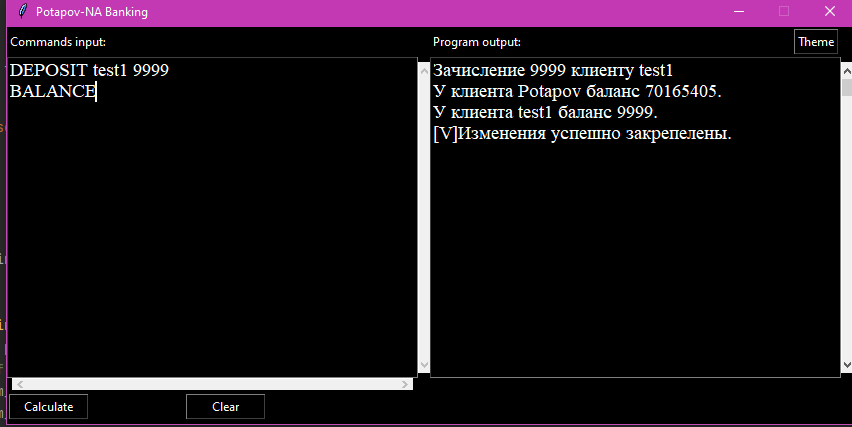 Potapov-NA Banking
Commands input:
Program output:
Theme
DEPOSIT test1 9999
BALANCE
Зачисление 9999 клиенту test1
У клиента Potapov баланс 70165405.
У клиента test1 баланс 9999.
[V]Изменения успешно закрепелены.
Calculate
Clear